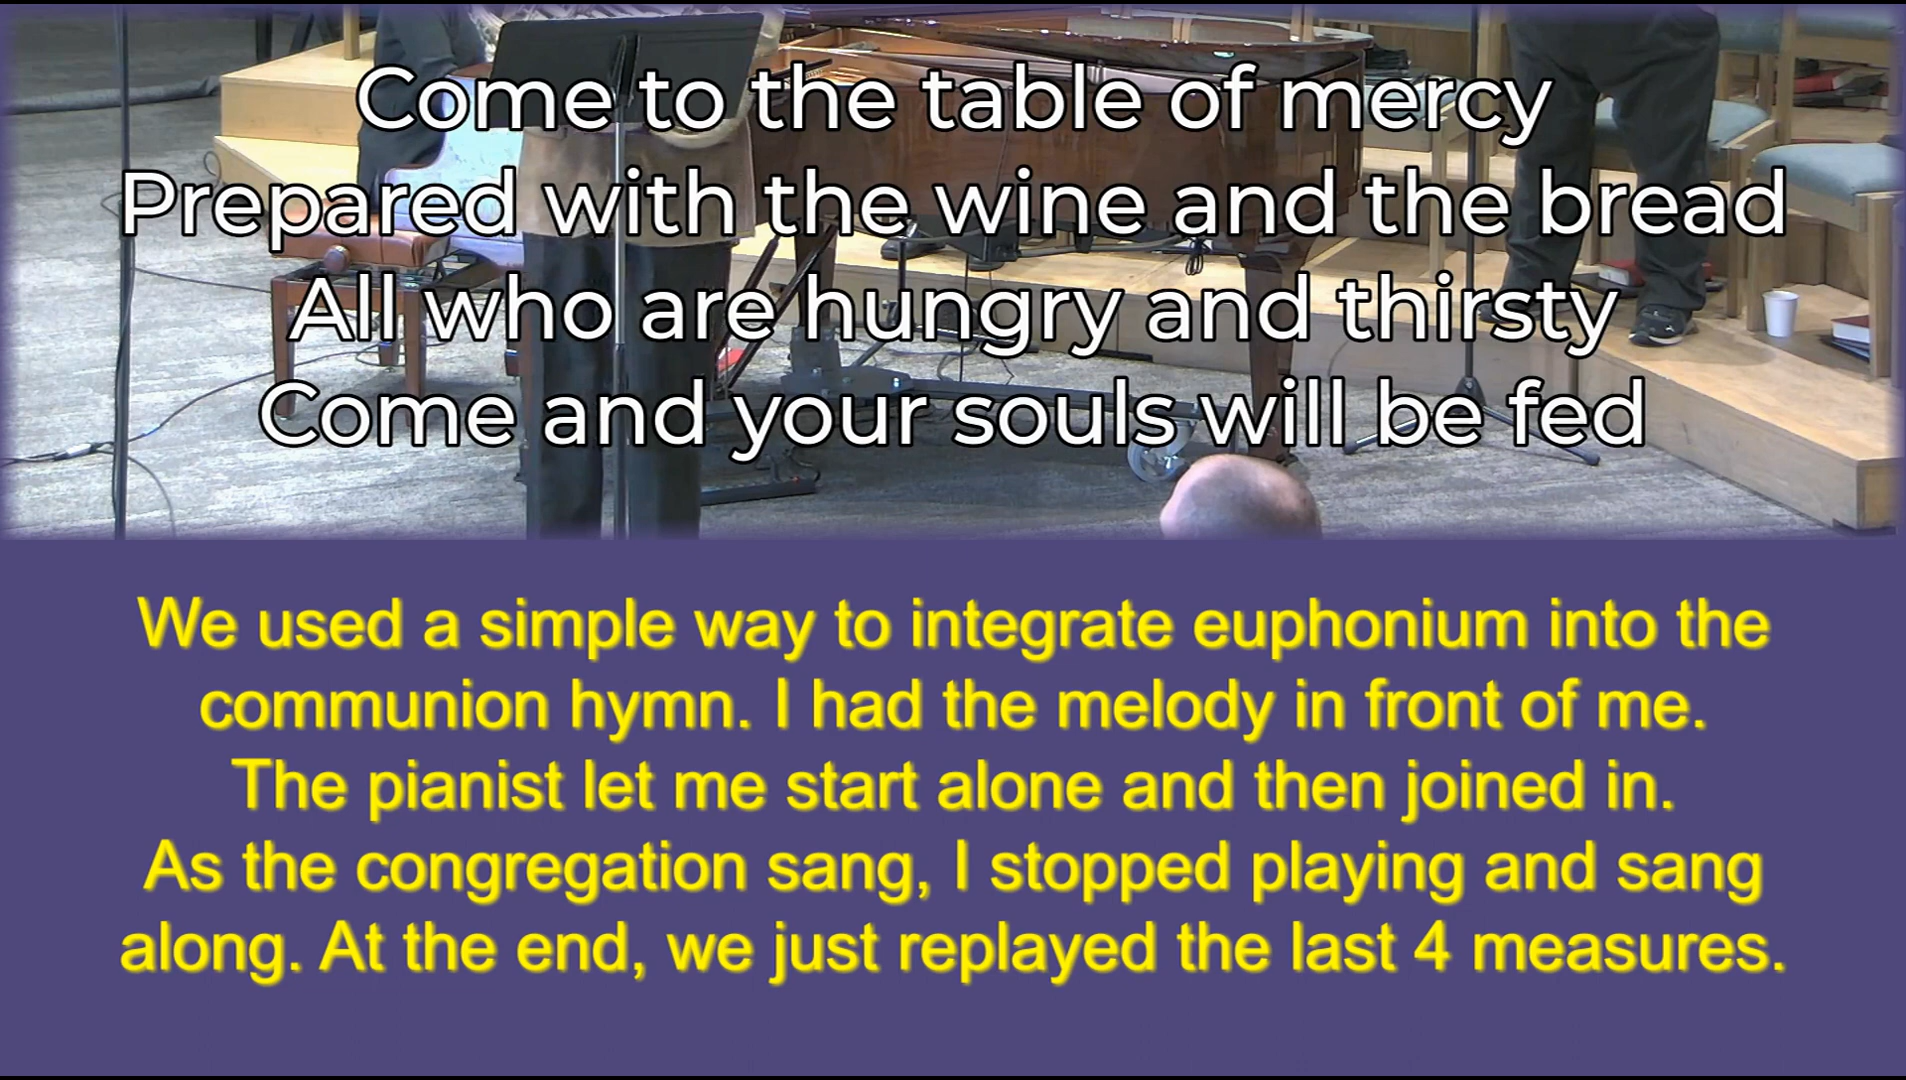 Come to the table of mercy
Prepared with the wine and the bread
All who are hungry and thirsty
Come and your souls will be fed
We used a simple way to integrate euphonium into the
communion hymn. I had the melody in front of me.
The pianist let me start alone and then joined in.
As the congregation sang, I stopped playing and sang
along. At the end, we just replayed the last 4 measures.